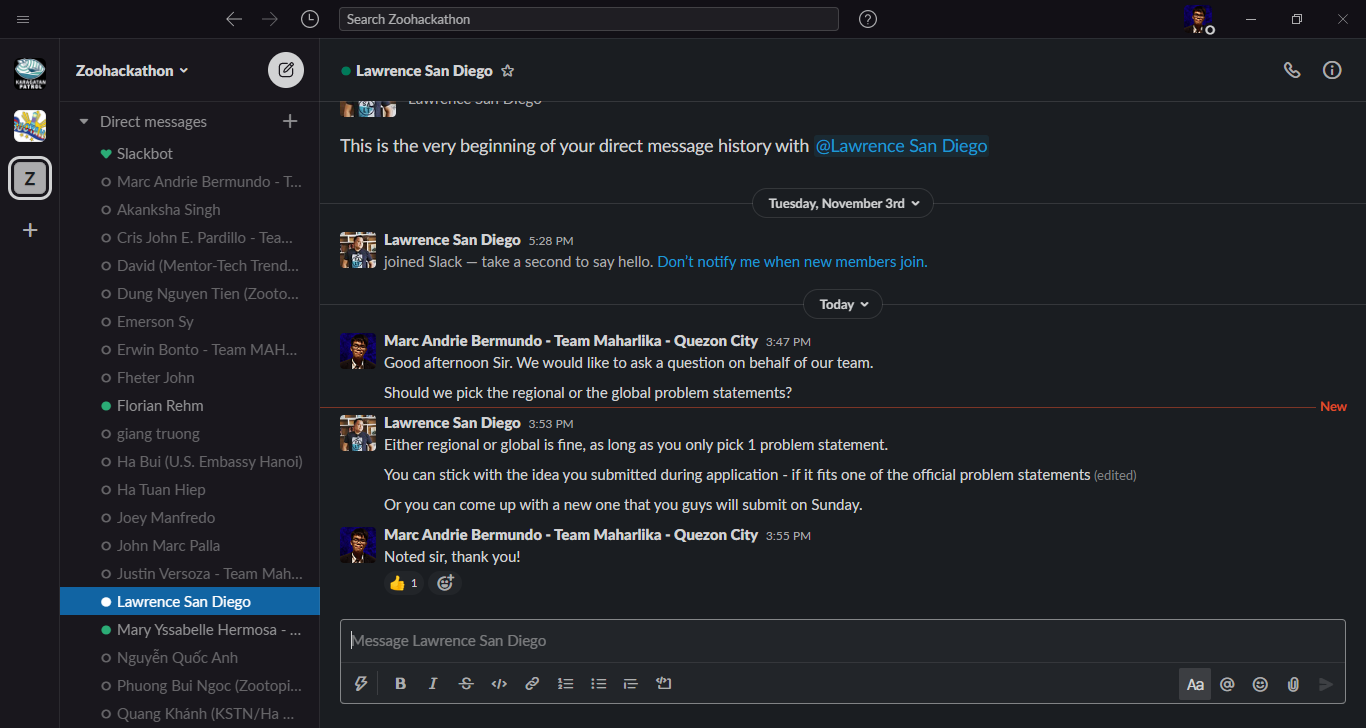 Search Zoohackathon
KARAGATAN
PATROL
Zoohackathon
Lawrence San Diego
Direct messages
Slackbot
Marc Andrie Bermundo - T...
Akanksha Singh
Cris John E. Pardillo - Tea...
David (Mentor-Tech Trend...
Dung Nguyen Tien (Zooto...
Emerson Sy
Erwin Bonto - Team MAH...
Fheter John
Florian Rehm
giang truong
Ha Bui (U.S. Embassy Hanoi)
Ha Tuan Hiep
Joey Manfredo
John Marc Palla
Justin Versoza - Team Mah...
Lawrence San Diego
Mary Yssabelle Hermosa - ...
Nguyễn Quốc Anh
Phuong Bui Ngoc (Zootopi...
Quang Khánh (KSTN/Ha ...
Z
Lawrence San Diego
This is the very beginning of your direct message history with @Lawrence San Diego
Tuesday, November 3rd
Lawrence San Diego 5:28 PM
joined Slack — take a second to say hello. Don't notify me when new members join.
Today
Marc Andrie Bermundo - Team Maharlika - Quezon City 3:47 PM
Good afternoon Sir. We would like to ask a question on behalf of our team.
Should we pick the regional or the global problem statements?
New
Lawrence San Diego 3:53 PM
Either regional or global is fine, as long as you only pick 1 problem statement.
You can stick with the idea you submitted during application - if it fits one of the official problem statements (edited)
Or you can come up with a new one that you guys will submit on Sunday.
Marc Andrie Bermundo - Team Maharlika - Quezon City 3:55 PM
Noted sir, thank you!
1
Message Lawrence San Diego
B I S Aa @